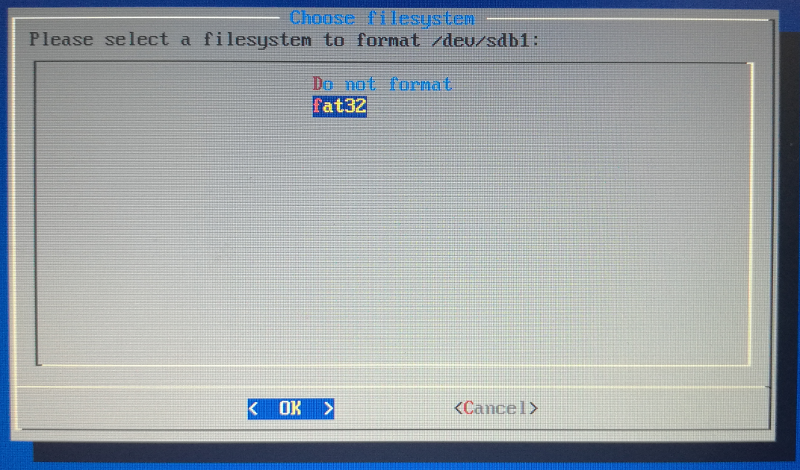 Choose filesystem
Please select a filesystem to format /dev/sdb1:
Do not format
fat32
< OK > <Cancel>